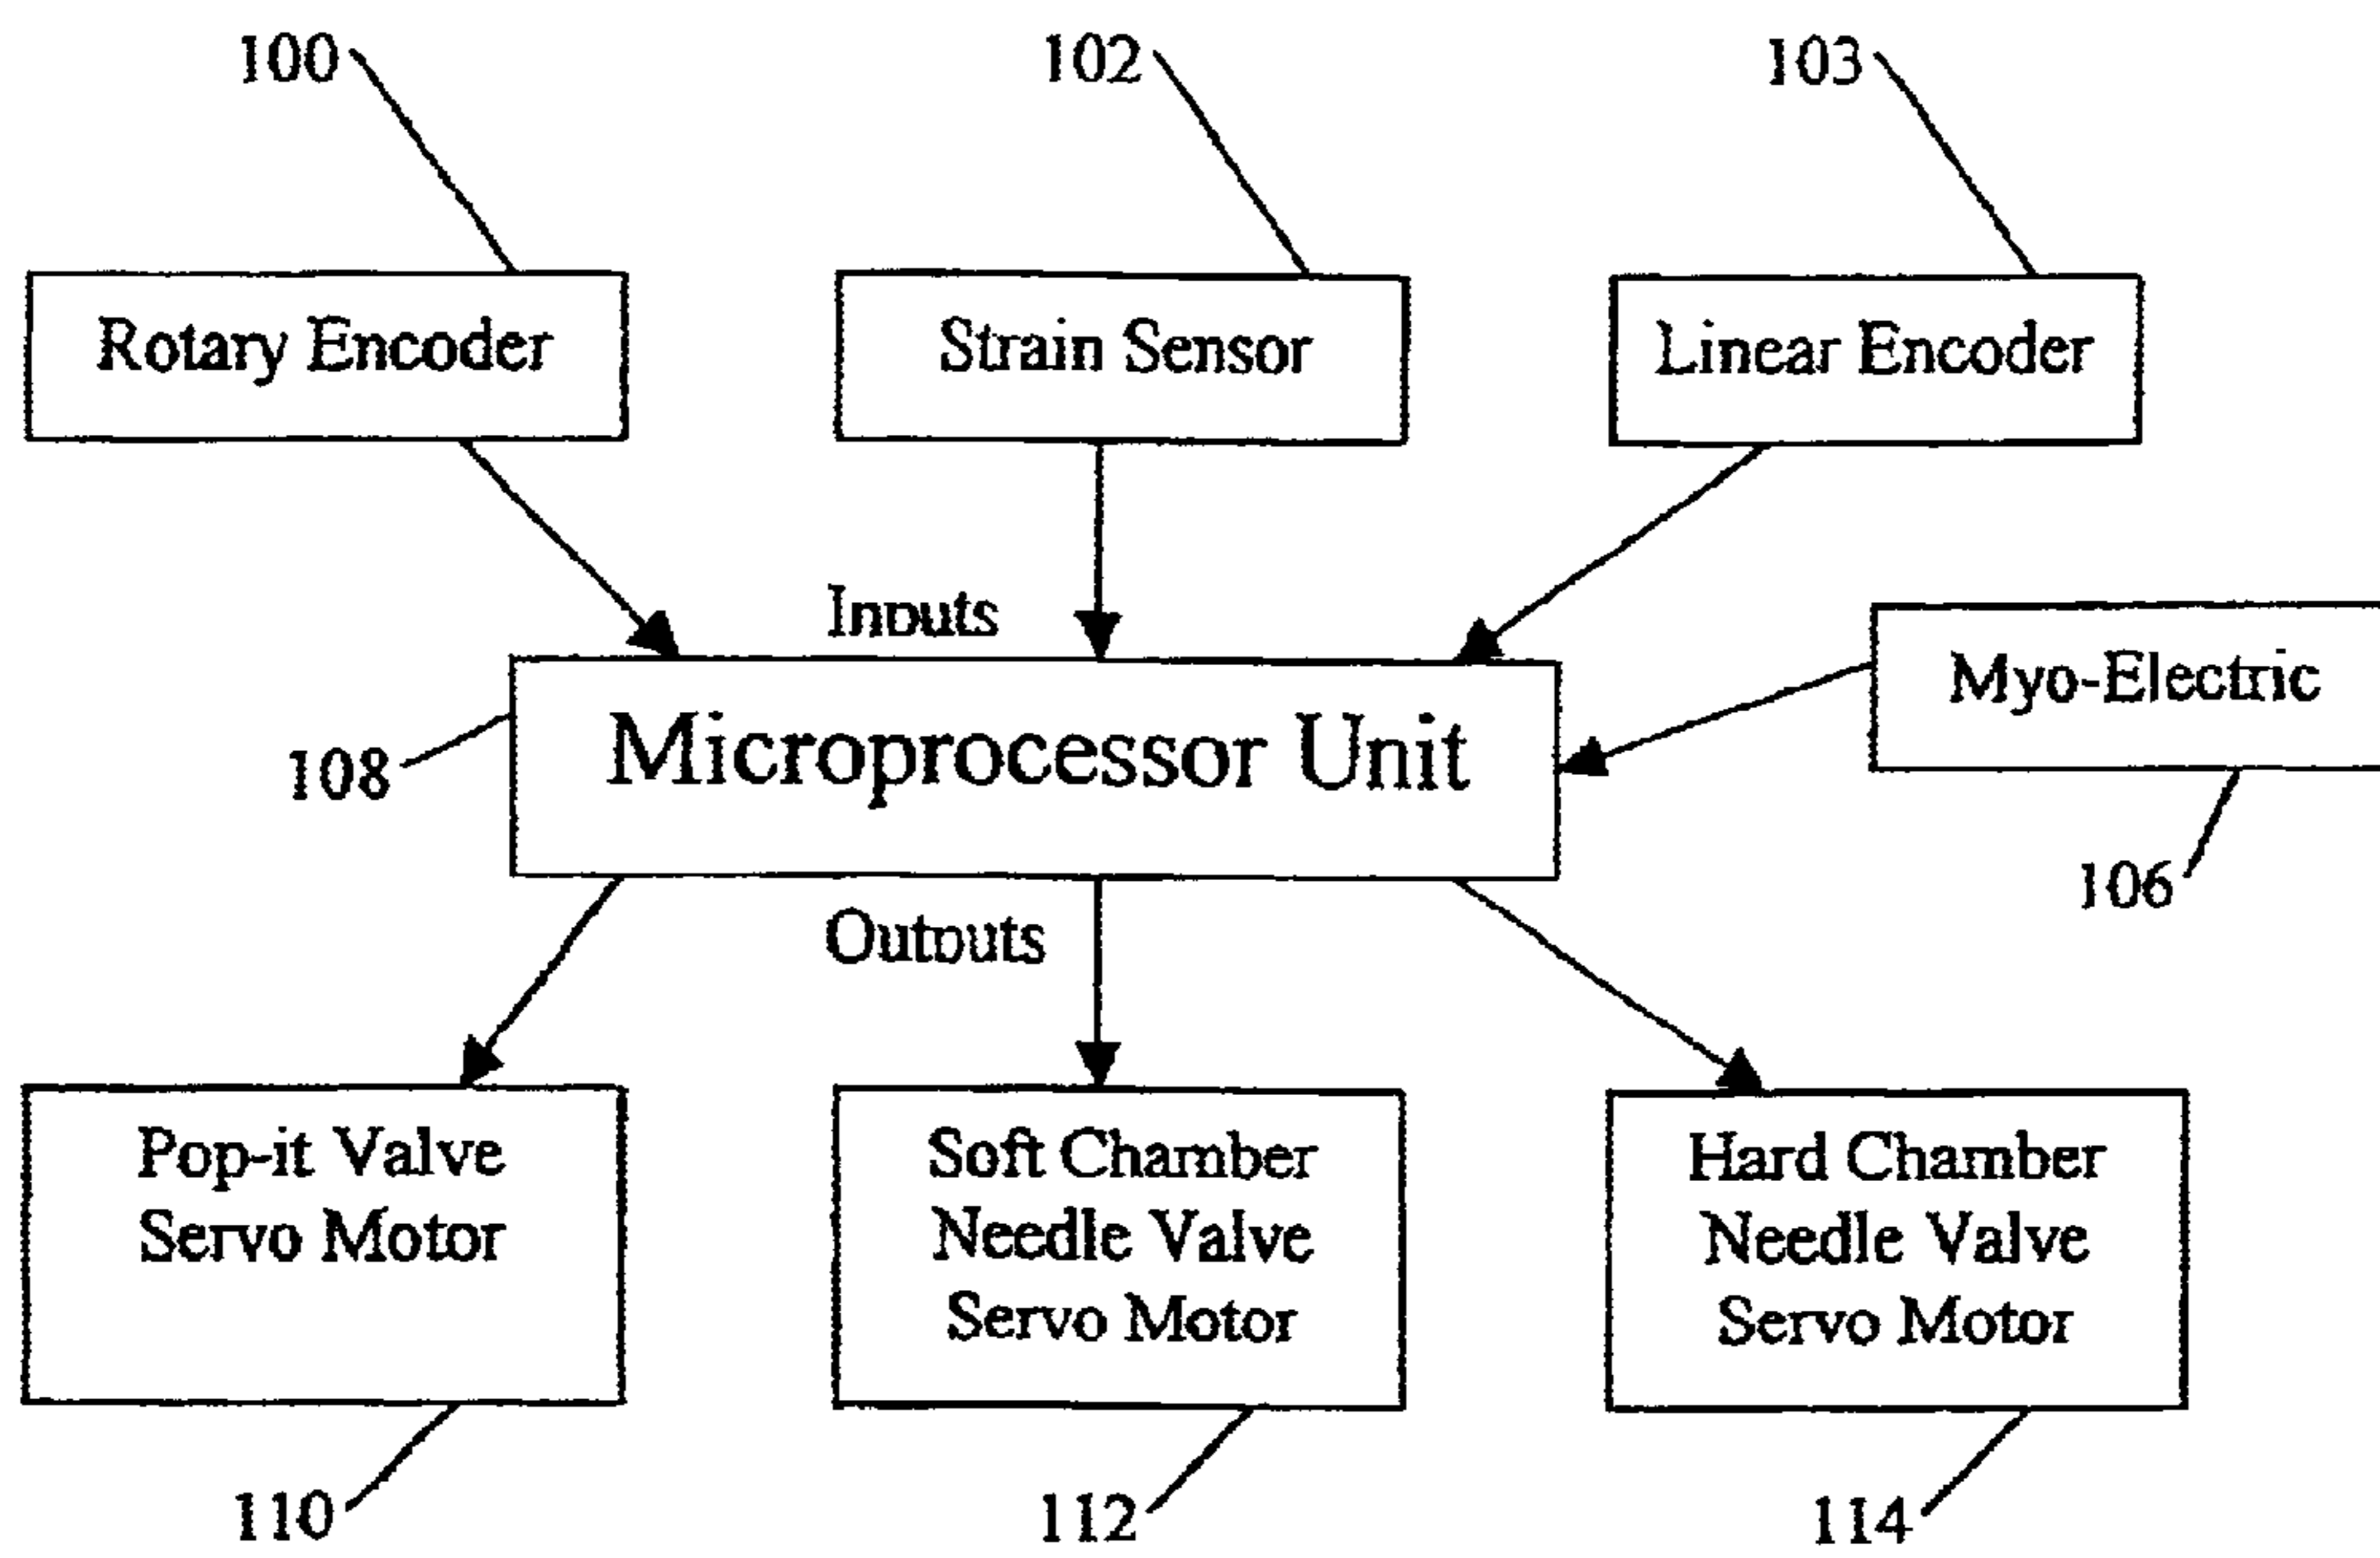 100
102
103
Rotary Encoder
Strain Sensor
Linear Encoder
Inputs
Myo-Electric
Microprocessor Unit
108
106
Outputs
Pop-it Valve
Servo Motor
Soft Chamber
Needle Valve
Servo Motor
Hard Chamber
Needle Valve
Servo Motor
110
112
114